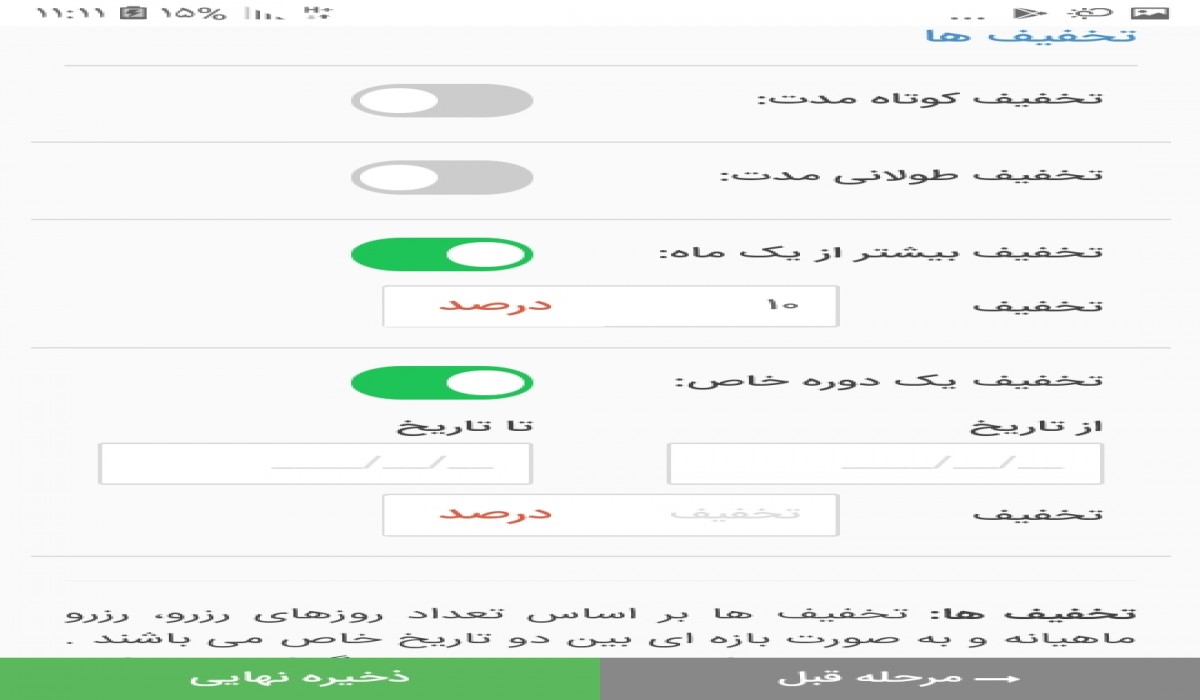 ۱۱:۱۱ ۱۵% H+
تخفیف ها
تخفیف کوتاه مدت:
تخفیف طولانی مدت:
تخفیف بیشتر از یک ماه:
تخفیف ۱۰ درصد
تخفیف یک دوره خاص:
از تاریخ تا تاریخ
__/__/____ __/__/____
تخفیف تخفیف درصد
تخفیف ها: تخفیف ها بر اساس تعداد روزهای رزرو، رزرو
ماهیانه و به صورت بازه ای بین دو تاریخ خاص می باشند .
→ مرحله قبل ذخیره نهایی